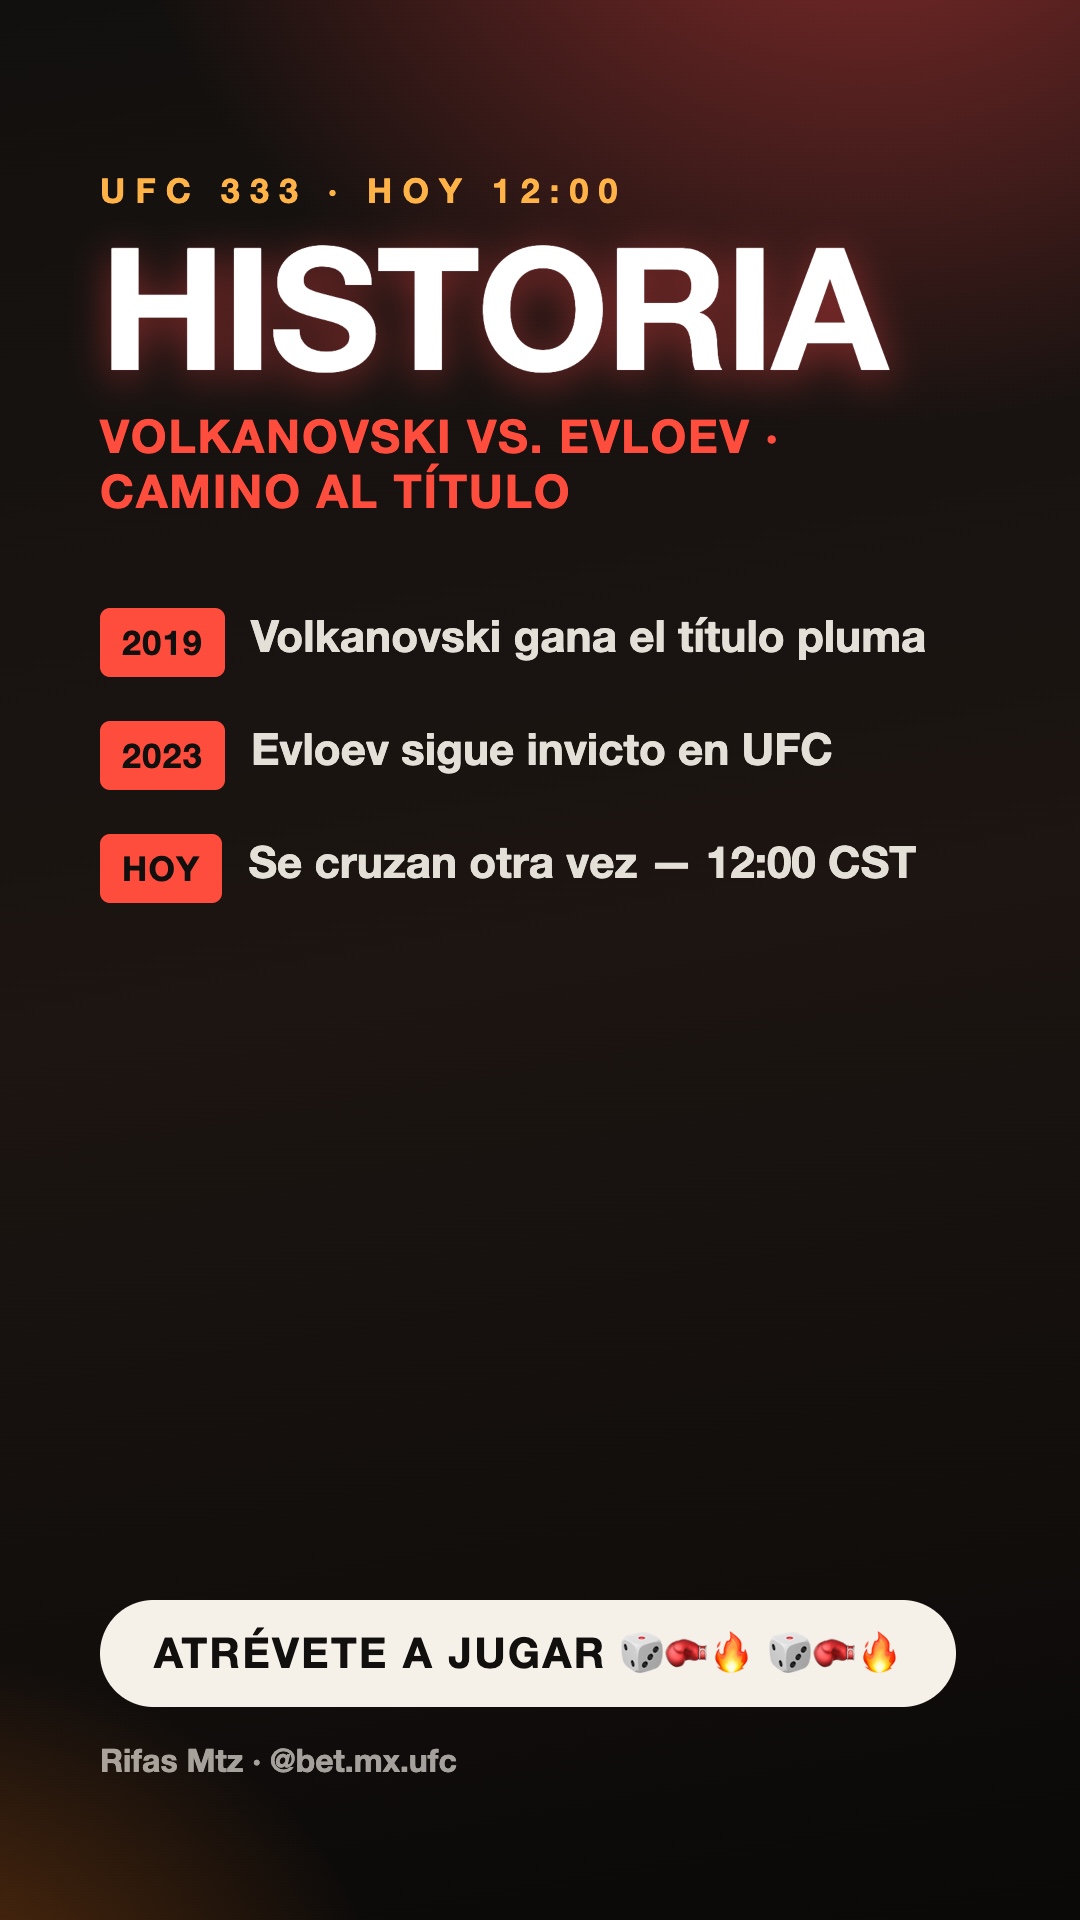 UFC 333 · HOY 12:00
HISTORIA
VOLKANOVSKI VS. EVLOEV ·
CAMINO AL TÍTULO
2019 Volkanovski gana el título pluma
2023 Evloev sigue invicto en UFC
HOY Se cruzan otra vez — 12:00 CST
ATRÉVETE A JUGAR 🎲🥊🔥 🎲🥊🔥
Rifas Mtz · @bet.mx.ufc